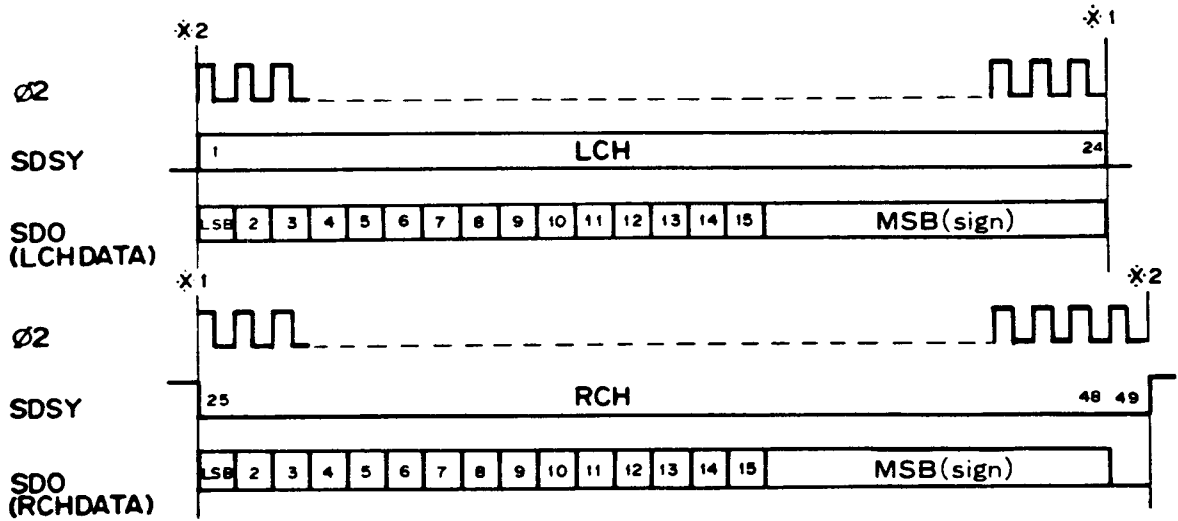 ※2 ※1
ø2
SDSY 1 LCH 24
SDO (LCHDATA) LSB 2 3 4 5 6 7 8 9 10 11 12 13 14 15 MSB(sign)
※1 ※2
ø2
SDSY 25 RCH 48 49
SDO (RCHDATA) LSB 2 3 4 5 6 7 8 9 10 11 12 13 14 15 MSB(sign)